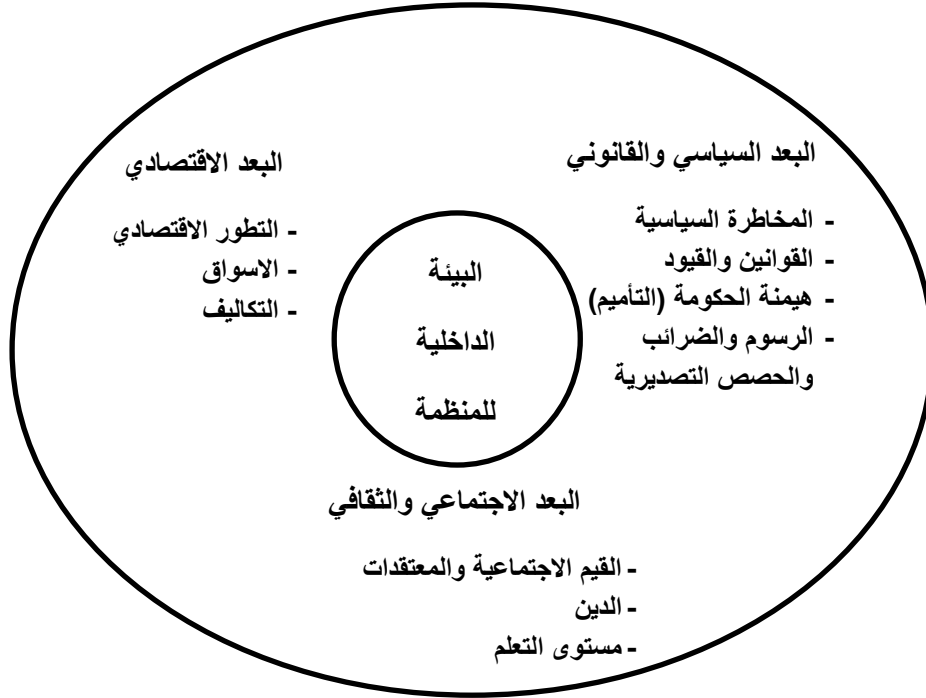 البعد السياسي والقانوني
- المخاطرة السياسية
- القوانين والقيود
- هيمنة الحكومة (التأميم)
- الرسوم والضرائب
والحصص التصديرية
البعد الاقتصادي
- التطور الاقتصادي
- الاسواق
- التكاليف
البيئة
الداخلية
للمنظمة
البعد الاجتماعي والثقافي
- القيم الاجتماعية والمعتقدات
- الدين
- مستوى التعلم